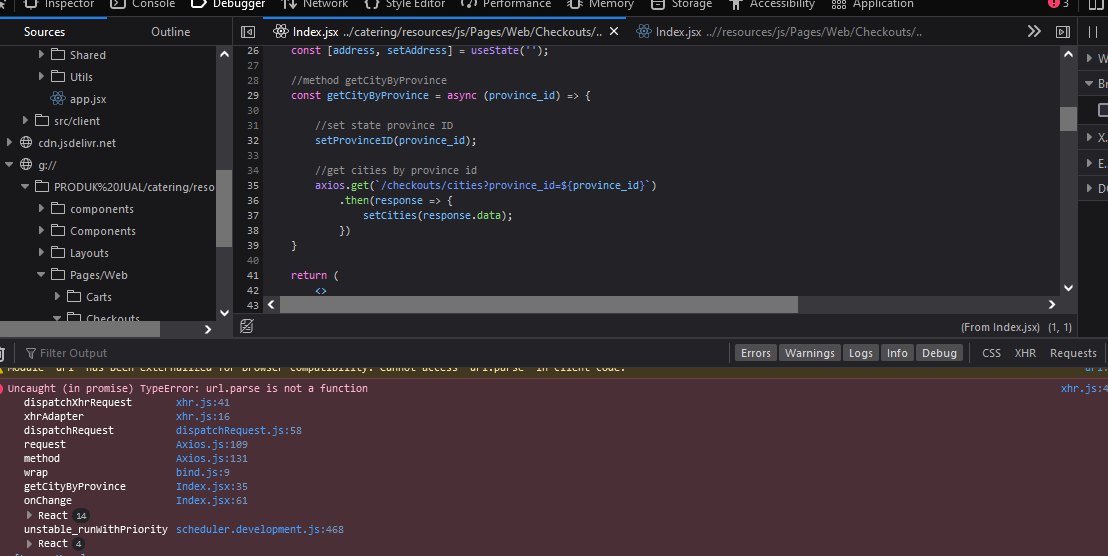 Inspector Console Debugger Network Style Editor Performance Memory Storage Accessibility Application 3
Sources Outline
Index.jsx ../catering/resources/js/Pages/Web/Checkouts/..
Index.jsx ..//resources/js/Pages/Web/Checkouts/..
Shared
Utils
app.jsx
src/client
cdn.jsdelivr.net
g://
PRODUK%20JUAL/catering/reso
components
Components
Layouts
Pages/Web
Carts
Checkouts
26 const [address, setAddress] = useState('');
27
28 //method getCityByProvince
29 const getCityByProvince = async (province_id) => {
30
31 //set state province ID
32 setProvinceID(province_id);
33
34 //get cities by province id
35 axios.get(`/checkouts/cities?province_id=${province_id}`)
36 .then(response => {
37 setCities(response.data);
38 })
39 }
40
41 return (
42 <>
43
W
Br
X.
E.
DO
(From Index.jsx) (1, 1)
Filter Output
Errors Warnings Logs Info Debug CSS XHR Requests
Module "url" has been externalized for browser compatibility. Cannot access "url.parse" in client code.
Uncaught (in promise) TypeError: url.parse is not a function xhr.js:4
dispatchXhrRequest xhr.js:41
xhrAdapter xhr.js:16
dispatchRequest dispatchRequest.js:58
request Axios.js:109
method Axios.js:131
wrap bind.js:9
getCityByProvince Index.jsx:35
onChange Index.jsx:61
React 14
unstable_runWithPriority scheduler.development.js:468
React 4